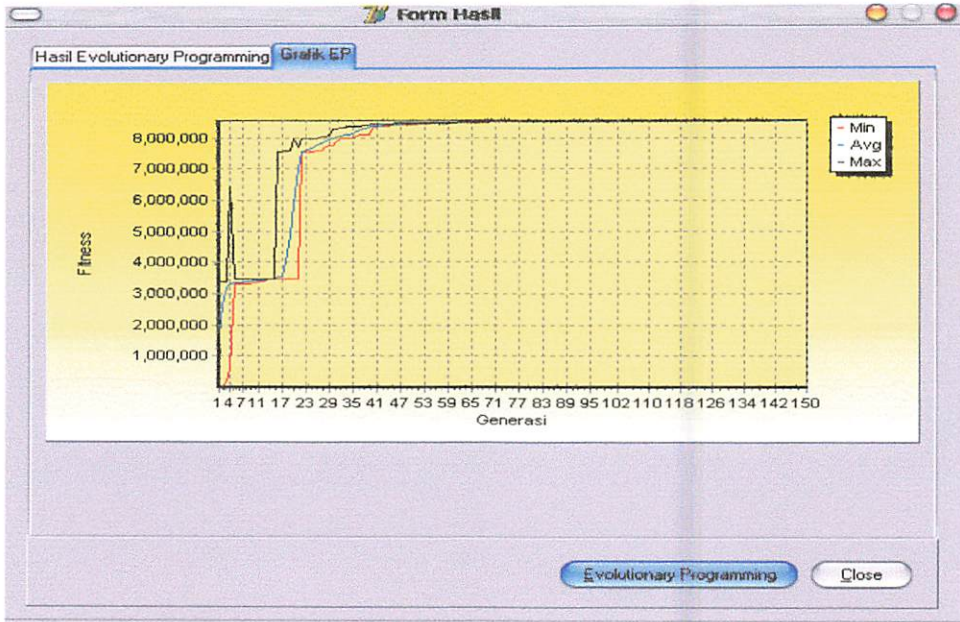 Form Hasil
Hasil Evolutionary Programming Grafik EP
8,000,000
7,000,000
6,000,000
5,000,000
4,000,000
3,000,000
2,000,000
1,000,000
Fitness
Min
Avg
Max
1 4 7 11 17 23 29 35 41 47 53 59 65 71 77 83 89 95 102 110 118 126 134 142 150
Generasi
Evolutionary Programming Close